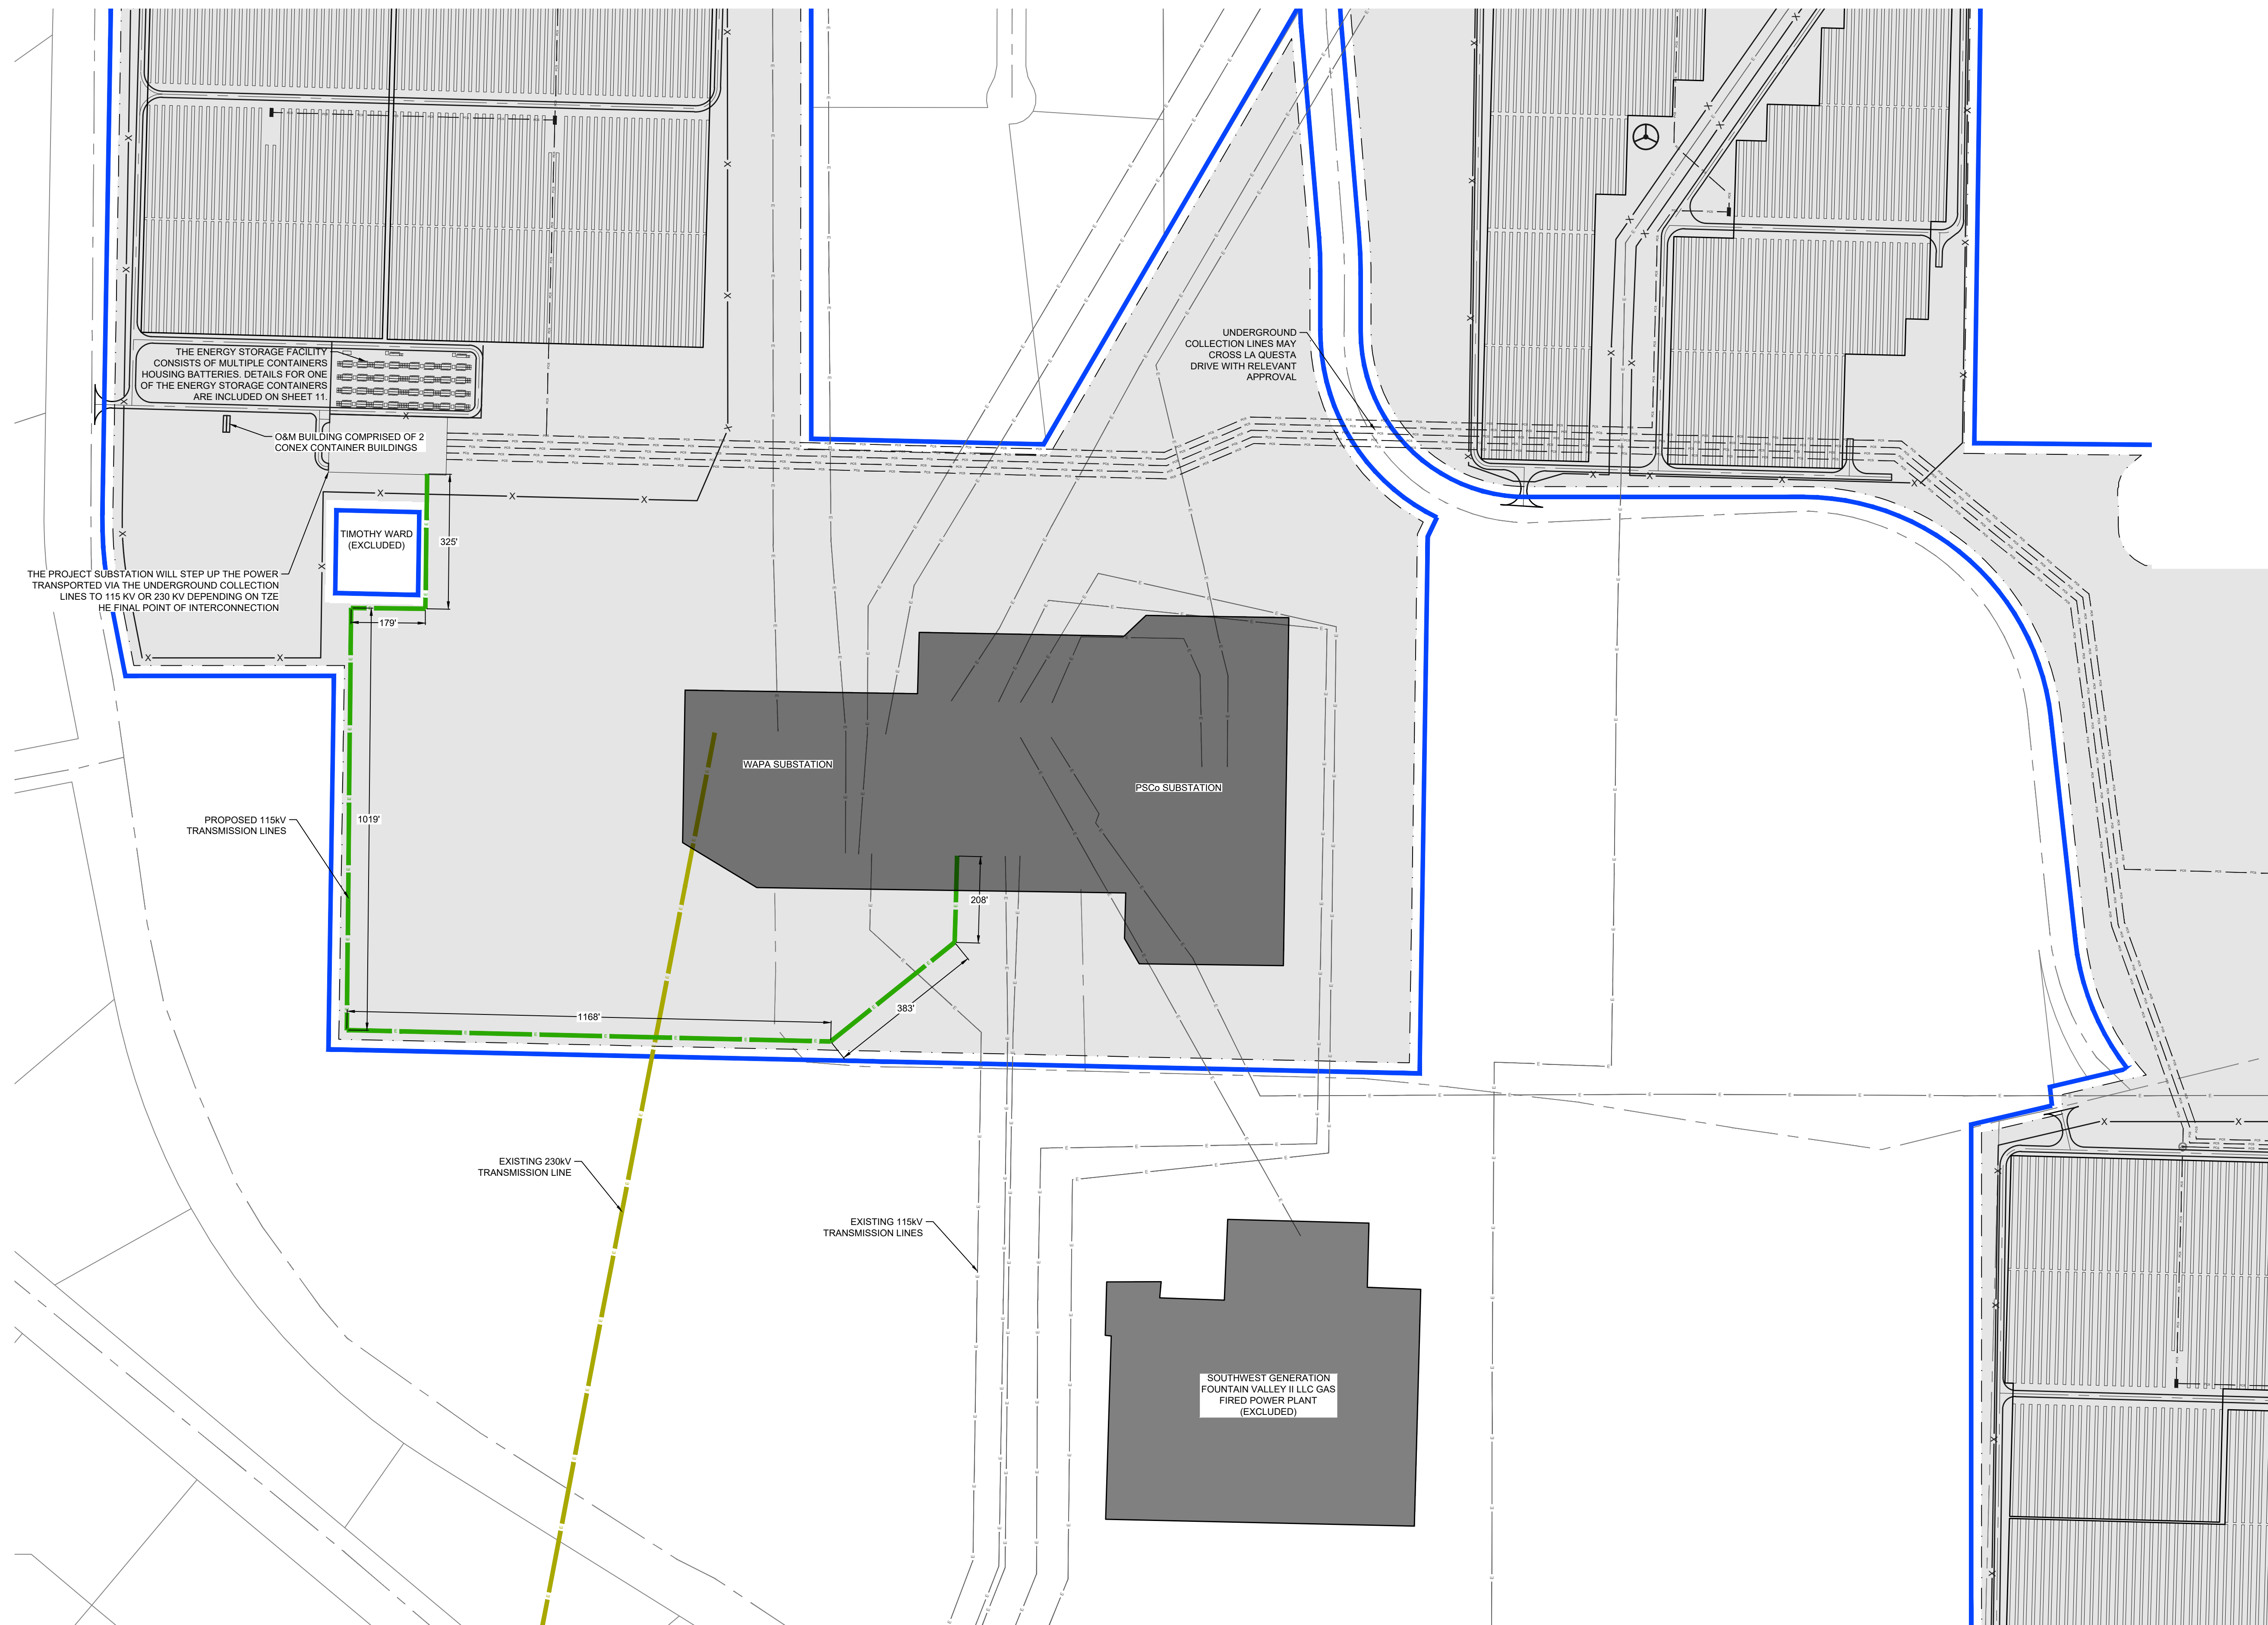 THE ENERGY STORAGE FACILITY
CONSISTS OF MULTIPLE CONTAINERS
HOUSING BATTERIES. DETAILS FOR ONE
OF THE ENERGY STORAGE CONTAINERS
ARE INCLUDED ON SHEET 11.
O&M BUILDING COMPRISED OF 2
CONEX CONTAINER BUILDINGS
UNDERGROUND
COLLECTION LINES MAY
CROSS LA QUESTA
DRIVE WITH RELEVANT
APPROVAL
TIMOTHY WARD
(EXCLUDED)
325'
THE PROJECT SUBSTATION WILL STEP UP THE POWER
TRANSPORTED VIA THE UNDERGROUND COLLECTION
LINES TO 115 KV OR 230 KV DEPENDING ON TZE
HE FINAL POINT OF INTERCONNECTION
179'
WAPA SUBSTATION
PSCo SUBSTATION
PROPOSED 115kV
TRANSMISSION LINES
1019'
208'
1168'
383'
EXISTING 230kV
TRANSMISSION LINE
EXISTING 115kV
TRANSMISSION LINES
SOUTHWEST GENERATION
FOUNTAIN VALLEY II LLC GAS
FIRED POWER PLANT
(EXCLUDED)